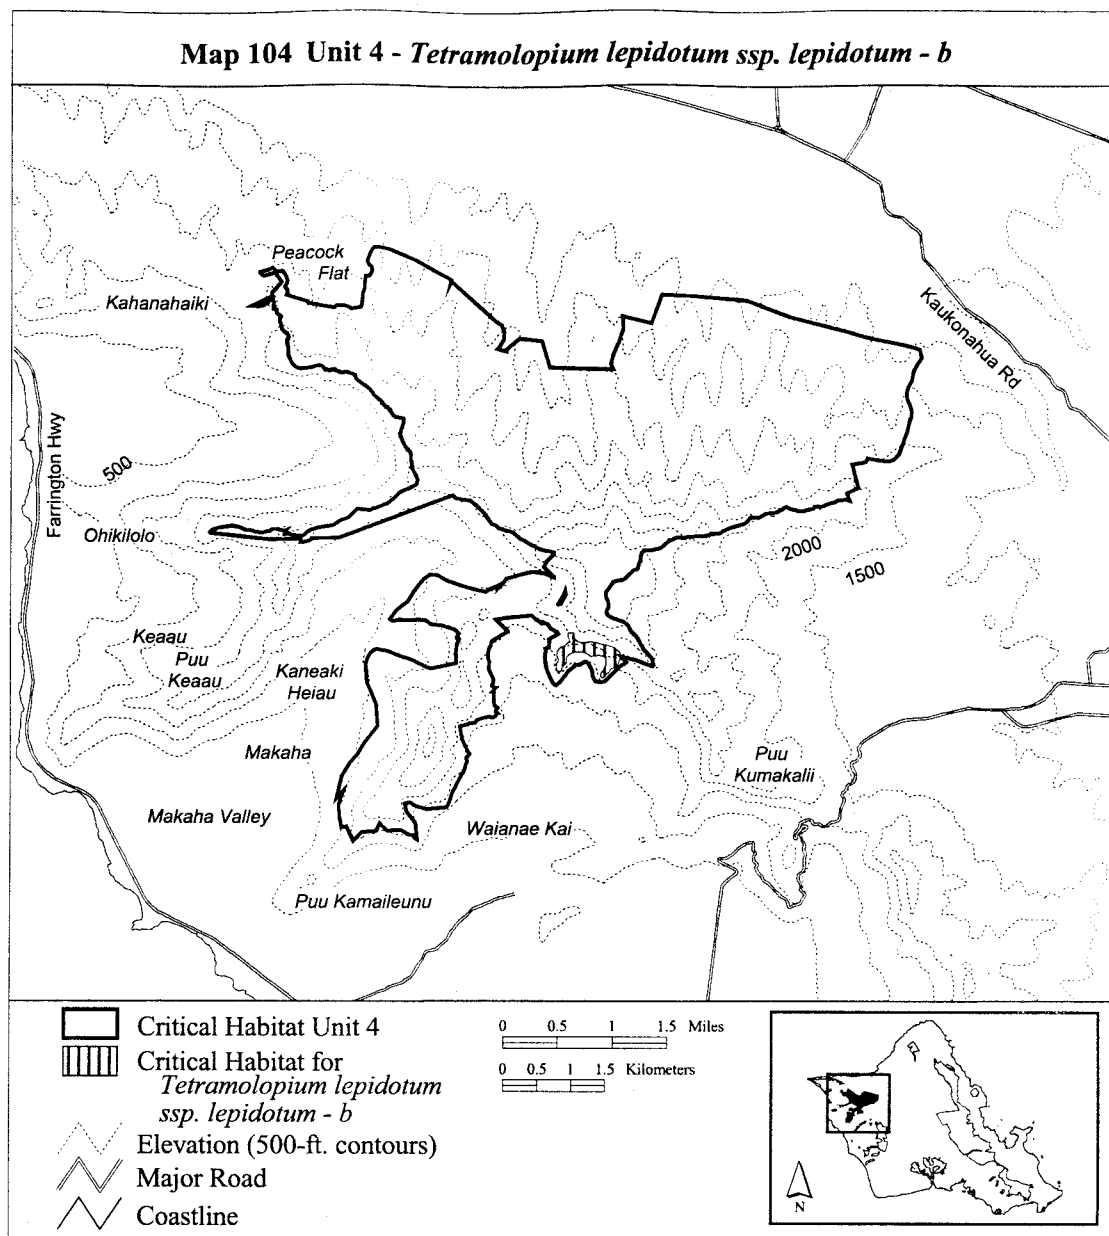 Map 104 Unit 4 - Tetramolopium lepidotum ssp. lepidotum - b
Peacock
Flat
Kahanahaiki
Kaukonahua Rd
Farrington Hwy
500
Ohikilolo
2000
1500
Keaau
Puu
Keaau
Kaneaki
Heiau
Makaha
Puu
Kumakalii
Makaha Valley
Waianae Kai
Puu Kamaileunu
Critical Habitat Unit 4
Critical Habitat for
Tetramolopium lepidotum
ssp. lepidotum - b
Elevation (500-ft. contours)
Major Road
Coastline
0 0.5 1 1.5 Miles
0 0.5 1 1.5 Kilometers
N